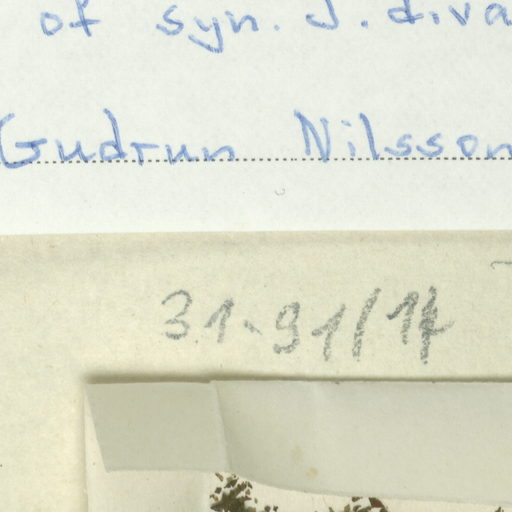 of syn. J. diva
Gudrun Nilsson
31.91/14